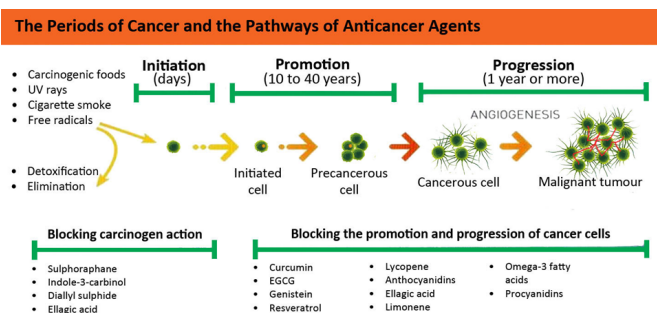 The Periods of Cancer and the Pathways of Anticancer Agents
Initiation
(days)
Promotion
(10 to 40 years)
Progression
(1 year or more)
• Carcinogenic foods
• UV rays
• Cigarette smoke
• Free radicals
ANGIOGENESIS
• Detoxification
• Elimination
Initiated
cell
Precancerous
cell
Cancerous cell
Malignant tumour
Blocking carcinogen action
• Sulphoraphane
• Indole-3-carbinol
• Diallyl sulphide
• Ellagic acid
Blocking the promotion and progression of cancer cells
• Curcumin
• EGCG
• Genistein
• Resveratrol
• Lycopene
• Anthocyanidins
• Ellagic acid
• Limonene
• Omega-3 fatty
acids
• Procyanidins